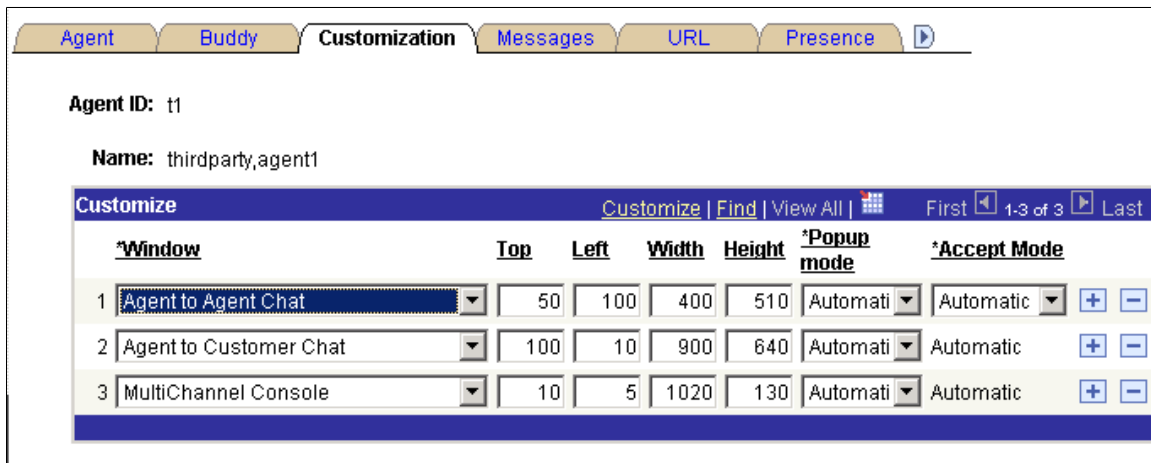 Agent Buddy Customization Messages URL Presence
Agent ID: t1
Name: thirdparty,agent1
Customize Customize | Find | View All | First 1-3 of 3 Last
*Window Top Left Width Height *Popup mode *Accept Mode
1 Agent to Agent Chat 50 100 400 510 Automati Automatic
2 Agent to Customer Chat 100 10 900 640 Automati Automatic
3 MultiChannel Console 10 5 1020 130 Automati Automatic